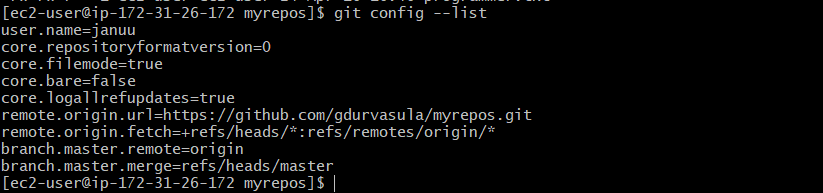 [ec2-user@ip-172-31-26-172 myrepos]$ git config --list
user.name=januu
core.repositoryformatversion=0
core.filemode=true
core.bare=false
core.logallrefupdates=true
remote.origin.url=https://github.com/gdurvasula/myrepos.git
remote.origin.fetch=+refs/heads/*:refs/remotes/origin/*
branch.master.remote=origin
branch.master.merge=refs/heads/master
[ec2-user@ip-172-31-26-172 myrepos]$